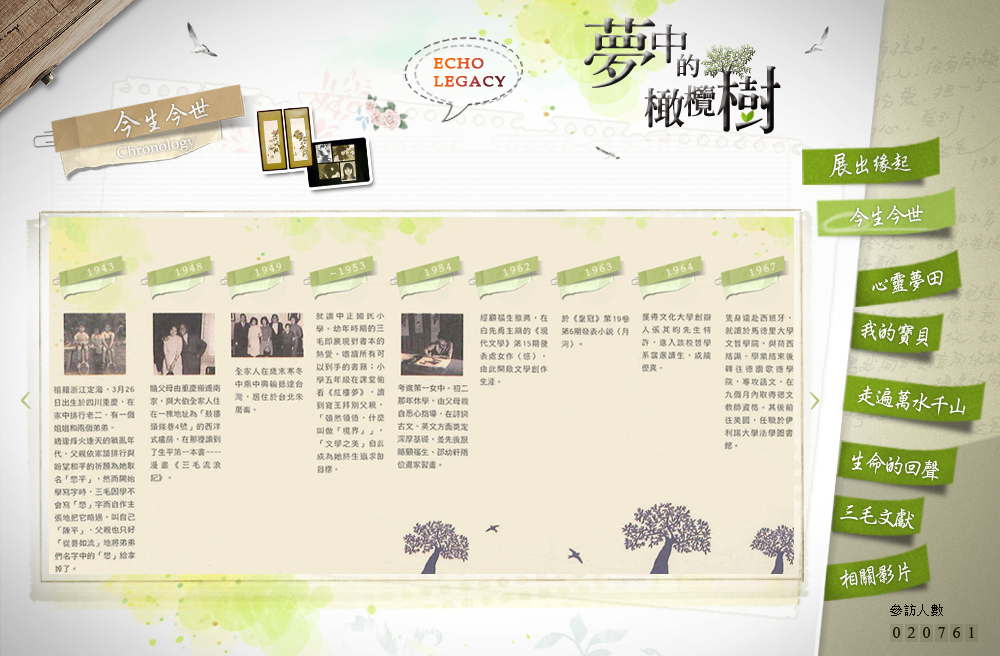 ECHO
LEGACY
夢中的橄欖樹
今生今世
Chronology
展出緣起
今生今世
心靈夢田
我的寶貝
走遍萬水千山
生命的回聲
三毛文獻
相關影片
參訪人數
020761
1943
祖籍浙江定海，3月26
日出生於四川重慶，在
家中排行老二，有一個
姐姐和兩個弟弟。
適逢烽火連天的戰亂年
代，父親依家譜排行與
盼望和平的祈願為她取
名「懋平」，然而開始
學寫字時，三毛因學不
會寫「懋」字而自作主
張地把它略過，叫自己
「陳平」，父親也只好
「從善如流」地將弟弟
們名字中的「懋」給拿
掉了。
1948
隨父母由重慶搬遷南
京，與大伯全家人住
在一棟地址為「鼓樓
頭條巷4號」的西洋
式樓房，在那裡讀到
了生平第一本書----
漫畫《三毛流浪
記》。
1949
全家人在歲末寒冬
中乘中興輪抵達台
灣，居住於台北朱
厝崙。
~1953
就讀中正國民小
學，幼年時期的三
毛即展現對書本的
熱愛，嗜讀所有可
以到手的書籍；小
學五年級在課堂偷
看《紅樓夢》，讀
到寶玉拜別父親，
「領然領悟，什麼
叫做『境界』」，
「文學之美」自此
成為她終生追求的
目標。
1954
考進第一女中，初二
那年休學，由父母親
自悉心指導，在詩詞
古文、英文方面奠定
深厚基礎，並先後跟
隨顧福生、邵幼軒兩
位畫家習畫。
1962
經顧福生推薦，在
白先勇主編的《現
代文學》第15期發
表處女作〈惑〉，
由此開啟文學創作
生涯。
1963
於《皇冠》第19卷
第6期發表小說〈月
河〉。
1964
獲得文化大學創辦
人張其昀先生特
許，進入該校哲學
系當選讀生，成績
優異。
1967
隻身遠赴西班牙，
就讀於馬德里大學
文哲學院，與荷西
結識。學業結束後
轉往德國歌德學
院，專攻語文，在
九個月內取得德文
教師資格。其後前
往美國，任職於伊
利諾大學法學圖書
館。